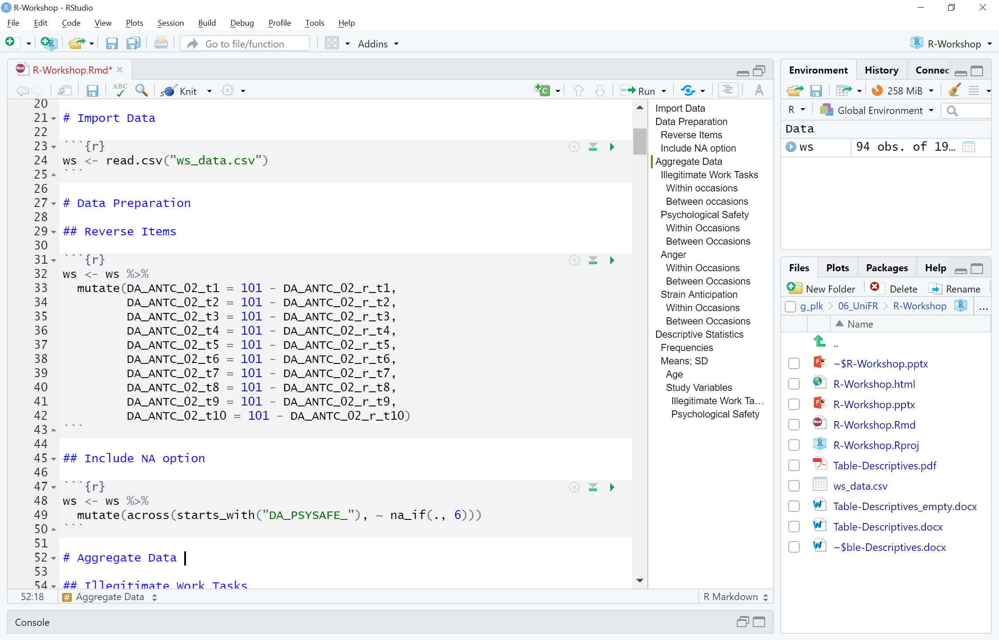 R-Workshop - RStudio
File Edit Code View Plots Session Build Debug Profile Tools Help
Go to file/function Addins R-Workshop
R-Workshop.Rmd*
ABC Knit Run
20
21 # Import Data
22
23 ```{r}
24 ws <- read.csv("ws_data.csv")
25 ```
26
27 # Data Preparation
28
29 ## Reverse Items
30
31 ```{r}
32 ws <- ws %>%
33 mutate(DA_ANTC_02_t1 = 101 - DA_ANTC_02_r_t1,
34 DA_ANTC_02_t2 = 101 - DA_ANTC_02_r_t2,
35 DA_ANTC_02_t3 = 101 - DA_ANTC_02_r_t3,
36 DA_ANTC_02_t4 = 101 - DA_ANTC_02_r_t4,
37 DA_ANTC_02_t5 = 101 - DA_ANTC_02_r_t5,
38 DA_ANTC_02_t6 = 101 - DA_ANTC_02_r_t6,
39 DA_ANTC_02_t7 = 101 - DA_ANTC_02_r_t7,
40 DA_ANTC_02_t8 = 101 - DA_ANTC_02_r_t8,
41 DA_ANTC_02_t9 = 101 - DA_ANTC_02_r_t9,
42 DA_ANTC_02_t10 = 101 - DA_ANTC_02_r_t10)
43 ```
44
45 ## Include NA option
46
47 ```{r}
48 ws <- ws %>%
49 mutate(across(starts_with("DA_PSYSAFE_"), ~ na_if(., 6)))
50 ```
51
52 # Aggregate Data
53
54 ## Illegitimate Work Tasks
52:18 # Aggregate Data R Markdown
Console
Import Data
Data Preparation
Reverse Items
Include NA option
Aggregate Data
Illegitimate Work Tasks
Within occasions
Between occasions
Psychological Safety
Within Occasions
Between Occasions
Anger
Within Occasions
Between Occasions
Strain Anticipation
Within Occasions
Between Occasions
Descriptive Statistics
Frequencies
Means; SD
Age
Study Variables
Illegitimate Work Ta...
Psychological Safety
Environment History Connec
258 MiB
R Global Environment
Data
ws 94 obs. of 19...
Files Plots Packages Help
New Folder Delete Rename
g_plk > 06_UniFR > R-Workshop ...
Name
..
~$R-Workshop.pptx
R-Workshop.html
R-Workshop.pptx
R-Workshop.Rmd
R-Workshop.Rproj
Table-Descriptives.pdf
ws_data.csv
Table-Descriptives_empty.docx
Table-Descriptives.docx
~$ble-Descriptives.docx